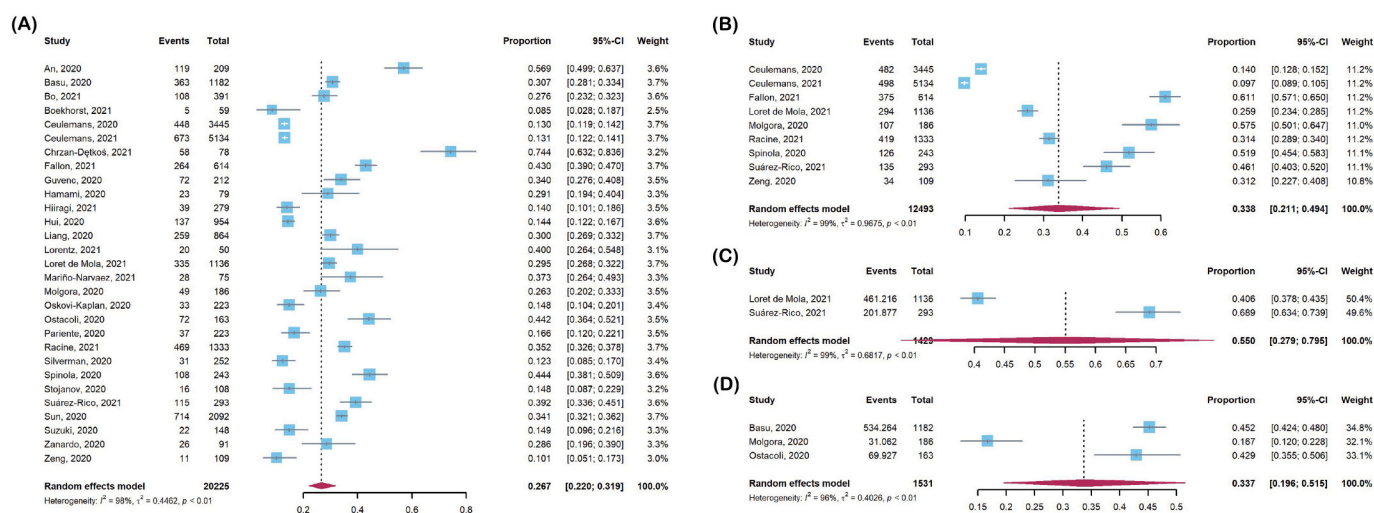 (A)
Study Events Total Proportion 95%-CI Weight
An, 2020 119 209 0.569 [0.499; 0.637] 3.6%
Basu, 2020 363 1182 0.307 [0.281; 0.334] 3.7%
Bo, 2021 108 391 0.276 [0.232; 0.323] 3.6%
Boekhorst, 2021 5 59 0.085 [0.028; 0.187] 2.5%
Ceulemans, 2020 448 3445 0.130 [0.119; 0.142] 3.7%
Ceulemans, 2021 673 5134 0.131 [0.122; 0.141] 3.7%
Chrzan-Dętkoś, 2021 58 78 0.744 [0.632; 0.836] 3.2%
Fallon, 2021 264 614 0.430 [0.390; 0.470] 3.7%
Guvenc, 2020 72 212 0.340 [0.276; 0.408] 3.5%
Hamami, 2020 23 79 0.291 [0.194; 0.404] 3.2%
Hiiragi, 2021 39 279 0.140 [0.101; 0.186] 3.5%
Hui, 2020 137 954 0.144 [0.122; 0.167] 3.6%
Liang, 2020 259 864 0.300 [0.269; 0.332] 3.7%
Lorentz, 2021 20 50 0.400 [0.264; 0.548] 3.1%
Loret de Mola, 2021 335 1136 0.295 [0.268; 0.322] 3.7%
Mariño-Narvaez, 2021 28 75 0.373 [0.264; 0.493] 3.2%
Molgora, 2020 49 186 0.263 [0.202; 0.333] 3.5%
Oskovi-Kaplan, 2020 33 223 0.148 [0.104; 0.201] 3.4%
Ostacoli, 2020 72 163 0.442 [0.364; 0.521] 3.5%
Pariente, 2020 37 223 0.166 [0.120; 0.221] 3.5%
Racine, 2021 469 1333 0.352 [0.326; 0.378] 3.7%
Silverman, 2020 31 252 0.123 [0.085; 0.170] 3.4%
Spinola, 2020 108 243 0.444 [0.381; 0.509] 3.6%
Stojanov, 2020 16 108 0.148 [0.087; 0.229] 3.2%
Suárez-Rico, 2021 115 293 0.392 [0.336; 0.451] 3.6%
Sun, 2020 714 2092 0.341 [0.321; 0.362] 3.7%
Suzuki, 2020 22 148 0.149 [0.096; 0.216] 3.3%
Zanardo, 2020 26 91 0.286 [0.196; 0.390] 3.3%
Zeng, 2020 11 109 0.101 [0.051; 0.173] 3.0%
Random effects model 20225 0.267 [0.220; 0.319] 100.0%
Heterogeneity: I² = 98%, τ² = 0.4462, p < 0.01
0.2 0.4 0.6 0.8
(B)
Study Events Total Proportion 95%-CI Weight
Ceulemans, 2020 482 3445 0.140 [0.128; 0.152] 11.2%
Ceulemans, 2021 498 5134 0.097 [0.089; 0.105] 11.2%
Fallon, 2021 375 614 0.611 [0.571; 0.650] 11.2%
Loret de Mola, 2021 294 1136 0.259 [0.234; 0.285] 11.2%
Molgora, 2020 107 186 0.575 [0.501; 0.647] 11.0%
Racine, 2021 419 1333 0.314 [0.289; 0.340] 11.2%
Spinola, 2020 126 243 0.519 [0.454; 0.583] 11.1%
Suárez-Rico, 2021 135 293 0.461 [0.403; 0.520] 11.1%
Zeng, 2020 34 109 0.312 [0.227; 0.408] 10.8%
Random effects model 12493 0.338 [0.211; 0.494] 100.0%
Heterogeneity: I² = 99%, τ² = 0.9675, p < 0.01
0.1 0.2 0.3 0.4 0.5 0.6
(C)
Study Events Total Proportion 95%-CI Weight
Loret de Mola, 2021 461.216 1136 0.406 [0.378; 0.435] 50.4%
Suárez-Rico, 2021 201.877 293 0.689 [0.634; 0.739] 49.6%
Random effects model 1429 0.550 [0.279; 0.795] 100.0%
Heterogeneity: I² = 99%, τ² = 0.6817, p < 0.01
0.4 0.5 0.6 0.7
(D)
Study Events Total Proportion 95%-CI Weight
Basu, 2020 534.264 1182 0.452 [0.424; 0.480] 34.8%
Molgora, 2020 31.062 186 0.167 [0.120; 0.228] 32.1%
Ostacoli, 2020 69.927 163 0.429 [0.355; 0.506] 33.1%
Random effects model 1531 0.337 [0.196; 0.515] 100.0%
Heterogeneity: I² = 96%, τ² = 0.4026, p < 0.01
0.2 0.3 0.4 0.5